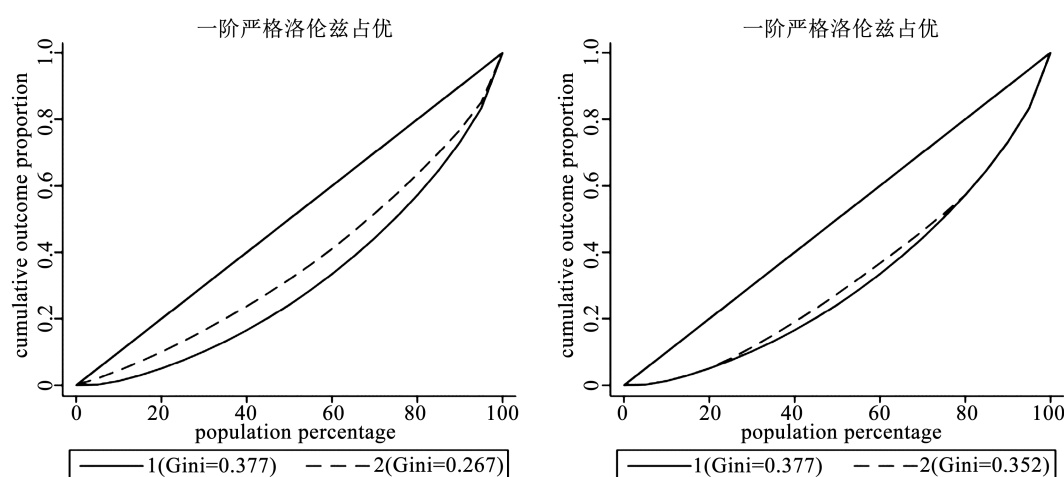 一阶严格洛伦兹占优
cumulative outcome proportion
1.0
0.8
0.6
0.4
0.2
0
0 20 40 60 80 100
population percentage
1(Gini=0.377) 2(Gini=0.267)
一阶严格洛伦兹占优
cumulative outcome proportion
1.0
0.8
0.6
0.4
0.2
0
0 20 40 60 80 100
population percentage
1(Gini=0.377) 2(Gini=0.352)